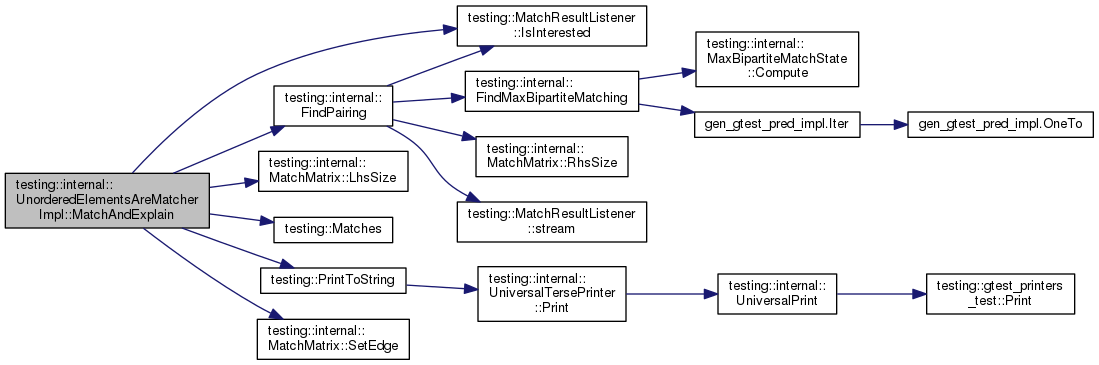 testing::internal::
UnorderedElementsAreMatcher
Impl::MatchAndExplain
testing::MatchResultListener
::IsInterested
testing::internal::
FindPairing
testing::internal::
FindMaxBipartiteMatching
testing::internal::
MaxBipartiteMatchState
::Compute
gen_gtest_pred_impl.Iter
gen_gtest_pred_impl.OneTo
testing::internal::
MatchMatrix::RhsSize
testing::MatchResultListener
::stream
testing::internal::
MatchMatrix::LhsSize
testing::Matches
testing::PrintToString
testing::internal::
UniversalTersePrinter
::Print
testing::internal::
UniversalPrint
testing::gtest_printers
_test::Print
testing::internal::
MatchMatrix::SetEdge